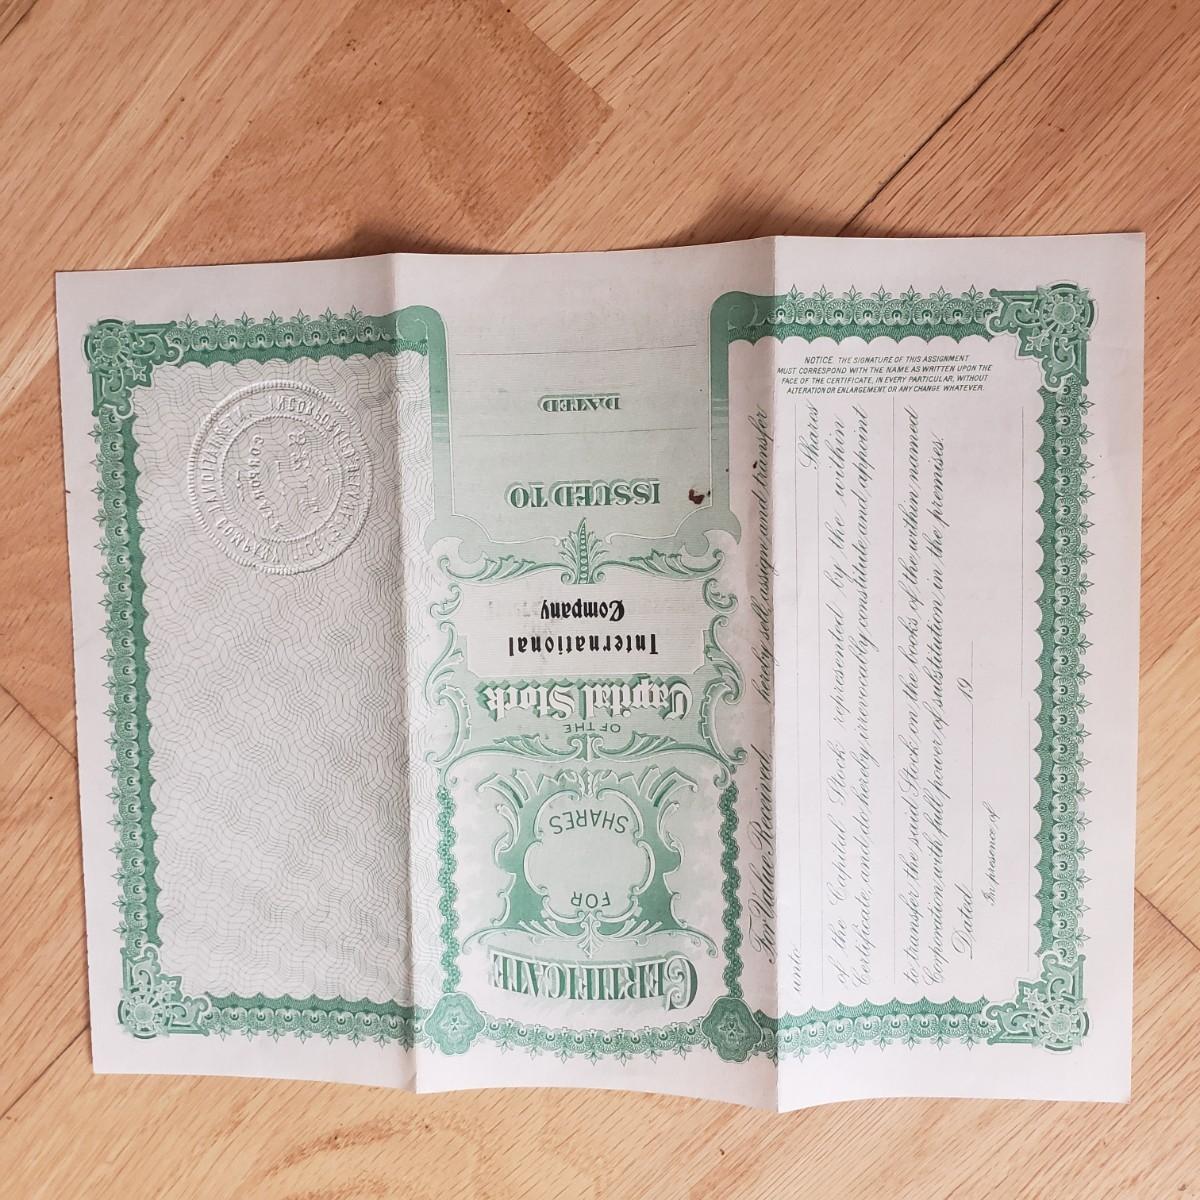 CERTIFICATE
FOR
SHARES
OF THE
Capital Stock
International
Company
ISSUED TO
DATED
For Value Received hereby sell, assign and transfer
unto
Shares
of the Capital Stock represented by the within
Certificate, and do hereby irrevocably constitute and appoint
to transfer the said Stock on the books of the within named
Corporation with full power of substitution in the premises.
Dated 19
In presence of
NOTICE. THE SIGNATURE OF THIS ASSIGNMENT
MUST CORRESPOND WITH THE NAME AS WRITTEN UPON THE
FACE OF THE CERTIFICATE, IN EVERY PARTICULAR, WITHOUT
ALTERATION OR ENLARGEMENT, OR ANY CHANGE WHATEVER.